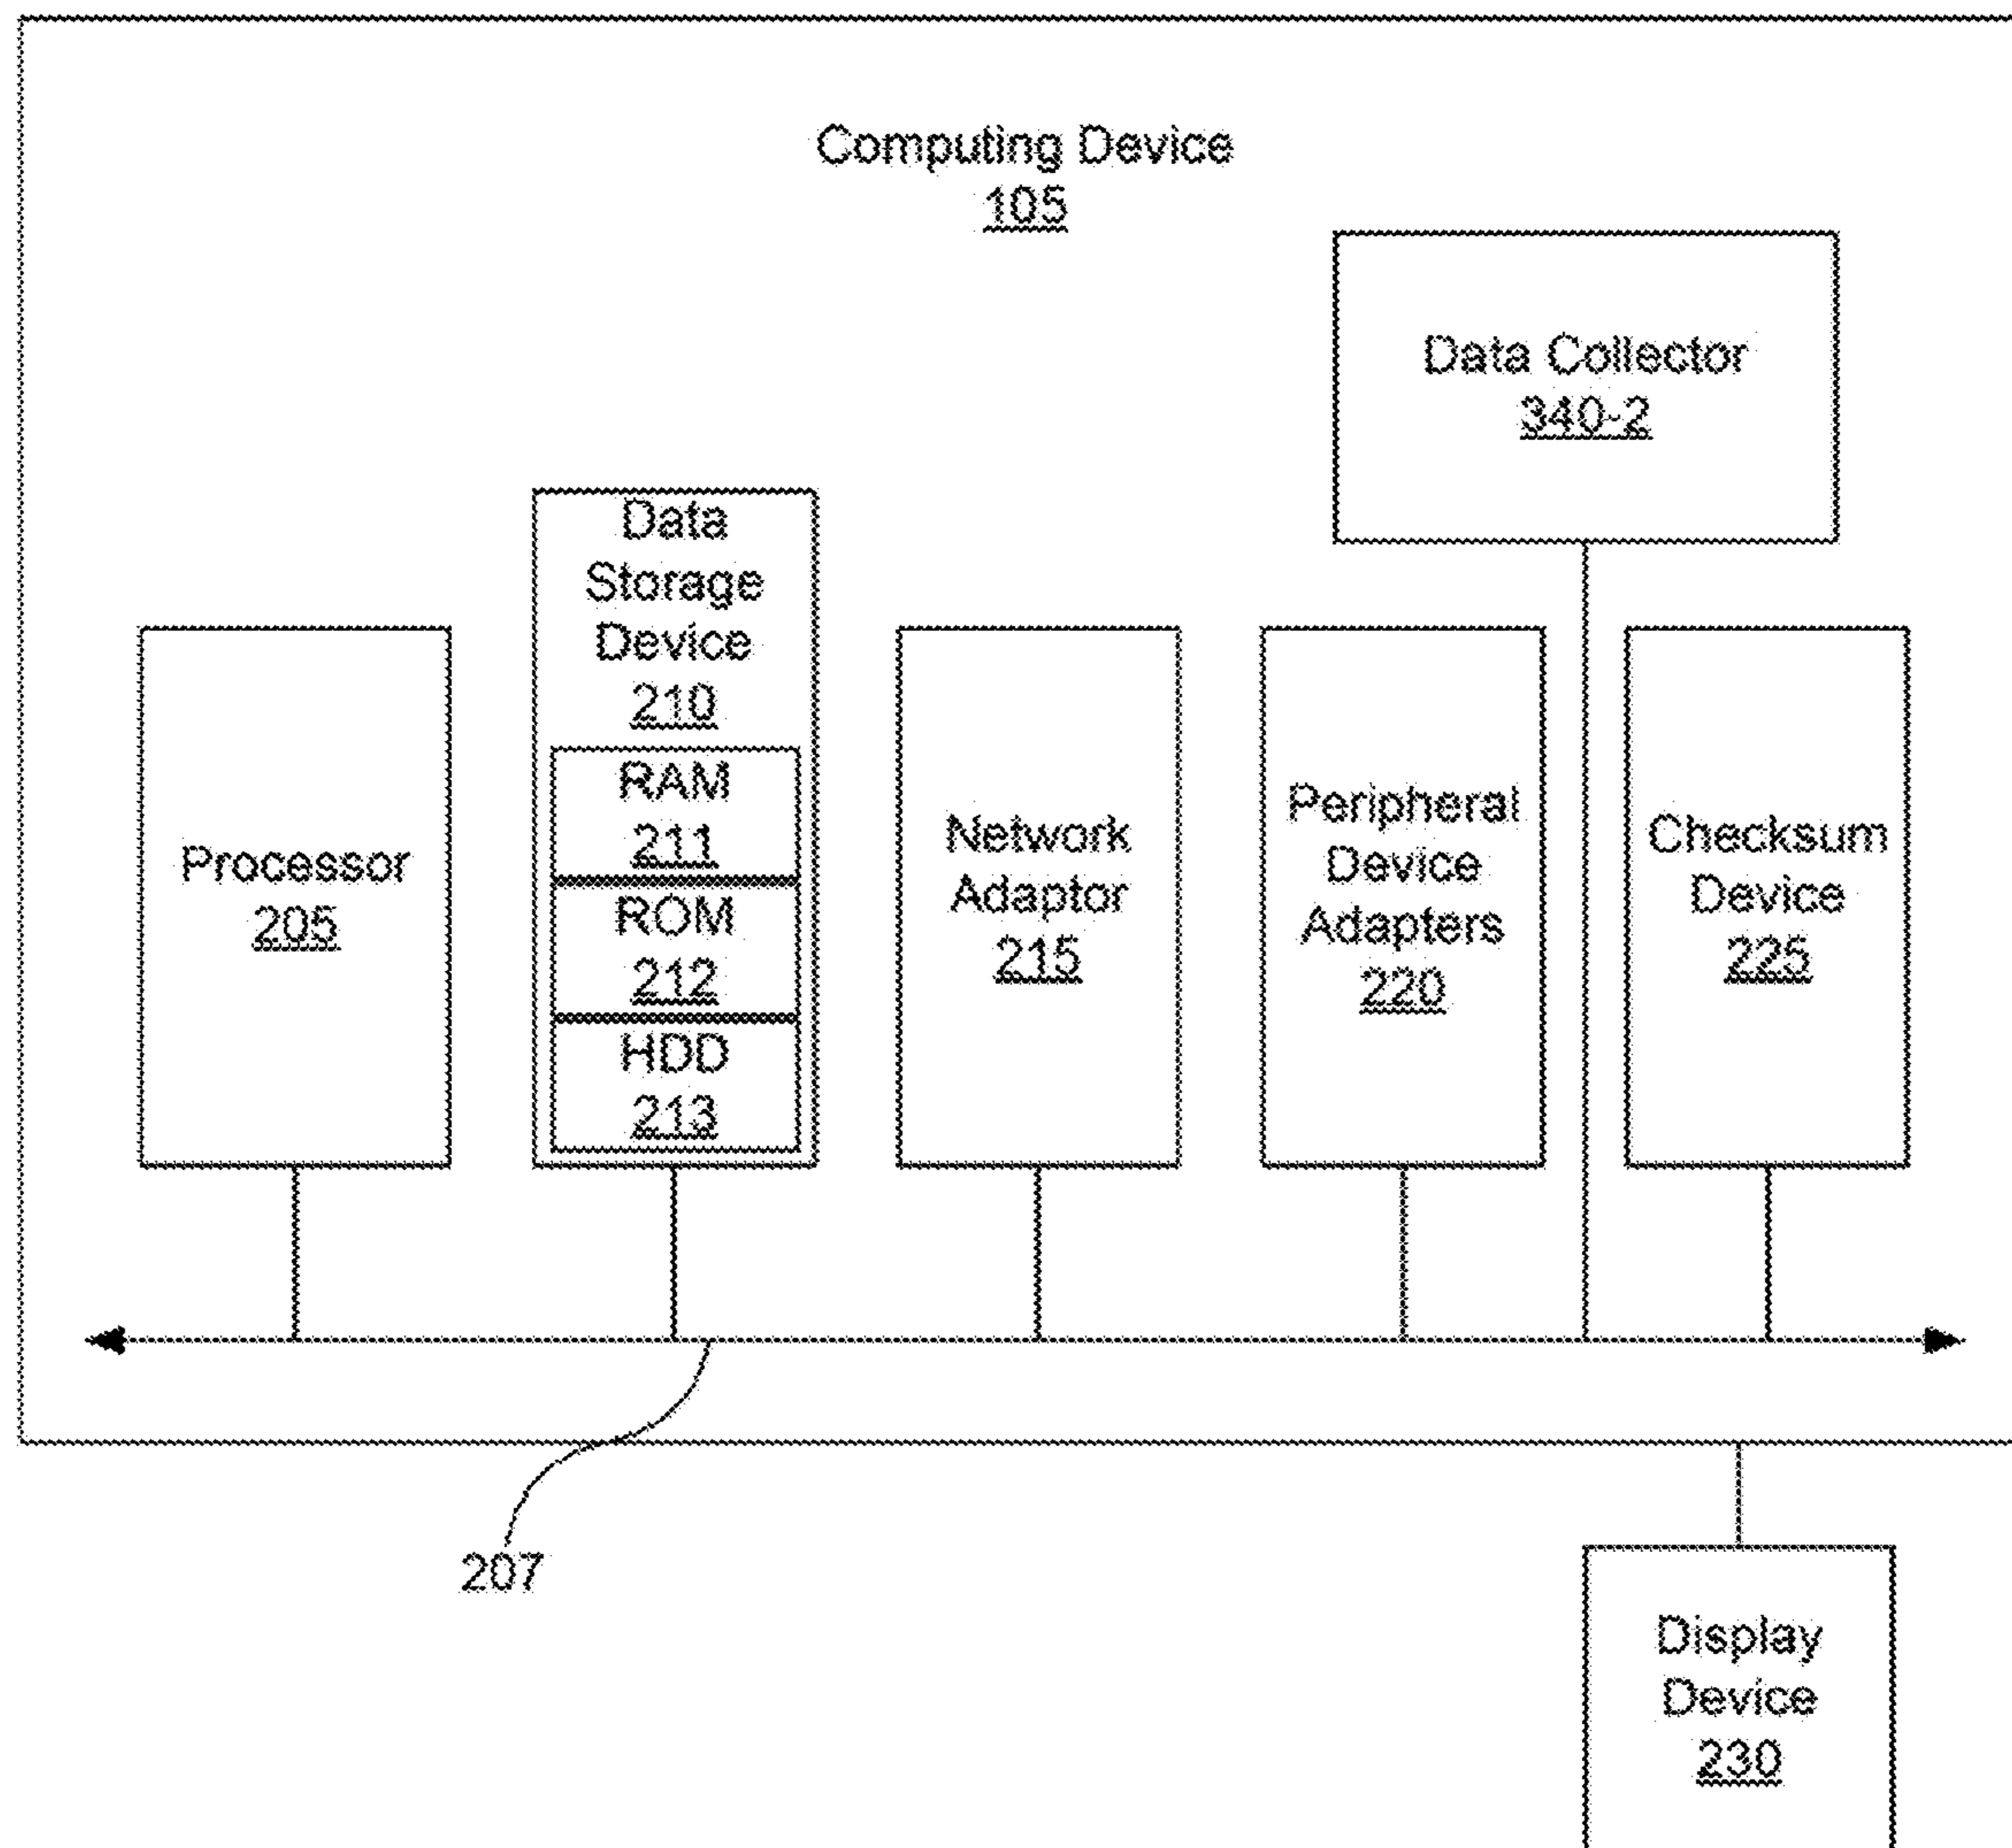 Computing Device
105
Data Collector
340-2
Data
Storage
Device
210
RAM
211
ROM
212
HDD
213
Processor
205
Network
Adaptor
215
Peripheral
Device
Adapters
220
Checksum
Device
225
207
Display
Device
230